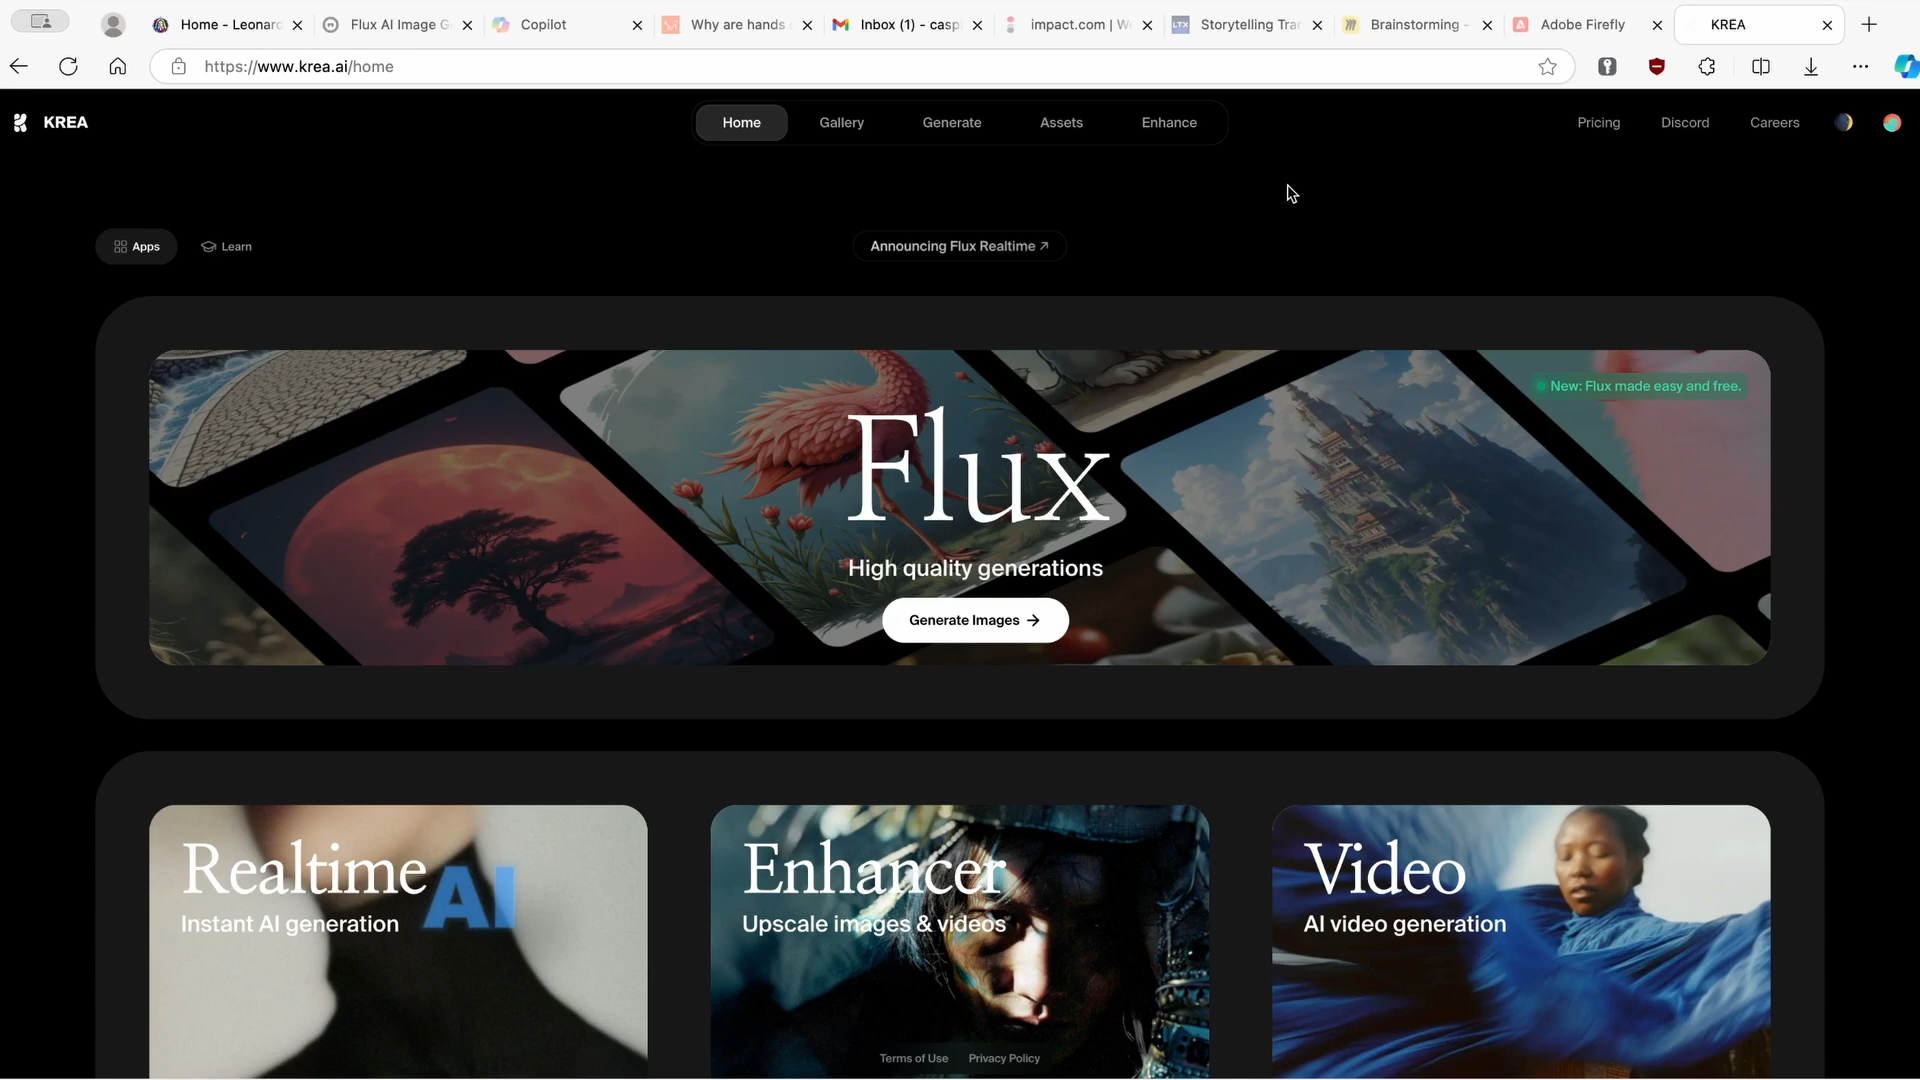 Home - Leonard
Flux AI Image G
Copilot
Why are hands
Inbox (1) - casp
impact.com | W
LTX
Storytelling Tra
Brainstorming -
Adobe Firefly
KREA
https://www.krea.ai/home
KREA
Home
Gallery
Generate
Assets
Enhance
Pricing
Discord
Careers
Apps
Learn
Announcing Flux Realtime ↗
New: Flux made easy and free.
Flux
High quality generations
Generate Images →
Realtime
AI
Instant AI generation
Enhancer
Upscale images & videos
Video
AI video generation
Terms of Use
Privacy Policy